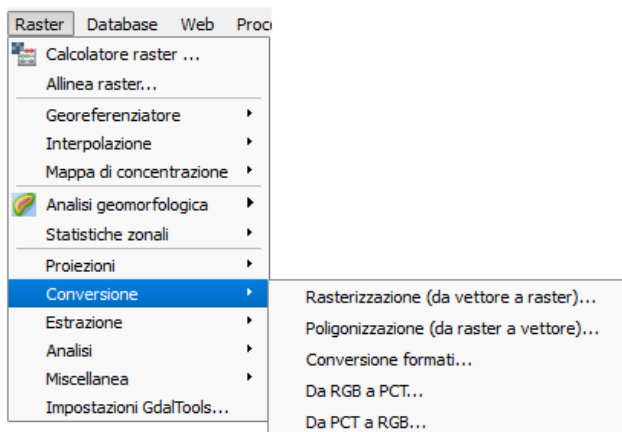 Raster Database Web Proc
Calcolatore raster ...
Allinea raster...
Georeferenziatore
Interpolazione
Mappa di concentrazione
Analisi geomorfologica
Statistiche zonali
Proiezioni
Conversione
Estrazione
Analisi
Miscellanea
Impostazioni GdalTools...
Rasterizzazione (da vettore a raster)...
Poligonizzazione (da raster a vettore)...
Conversione formati...
Da RGB a PCT...
Da PCT a RGB...